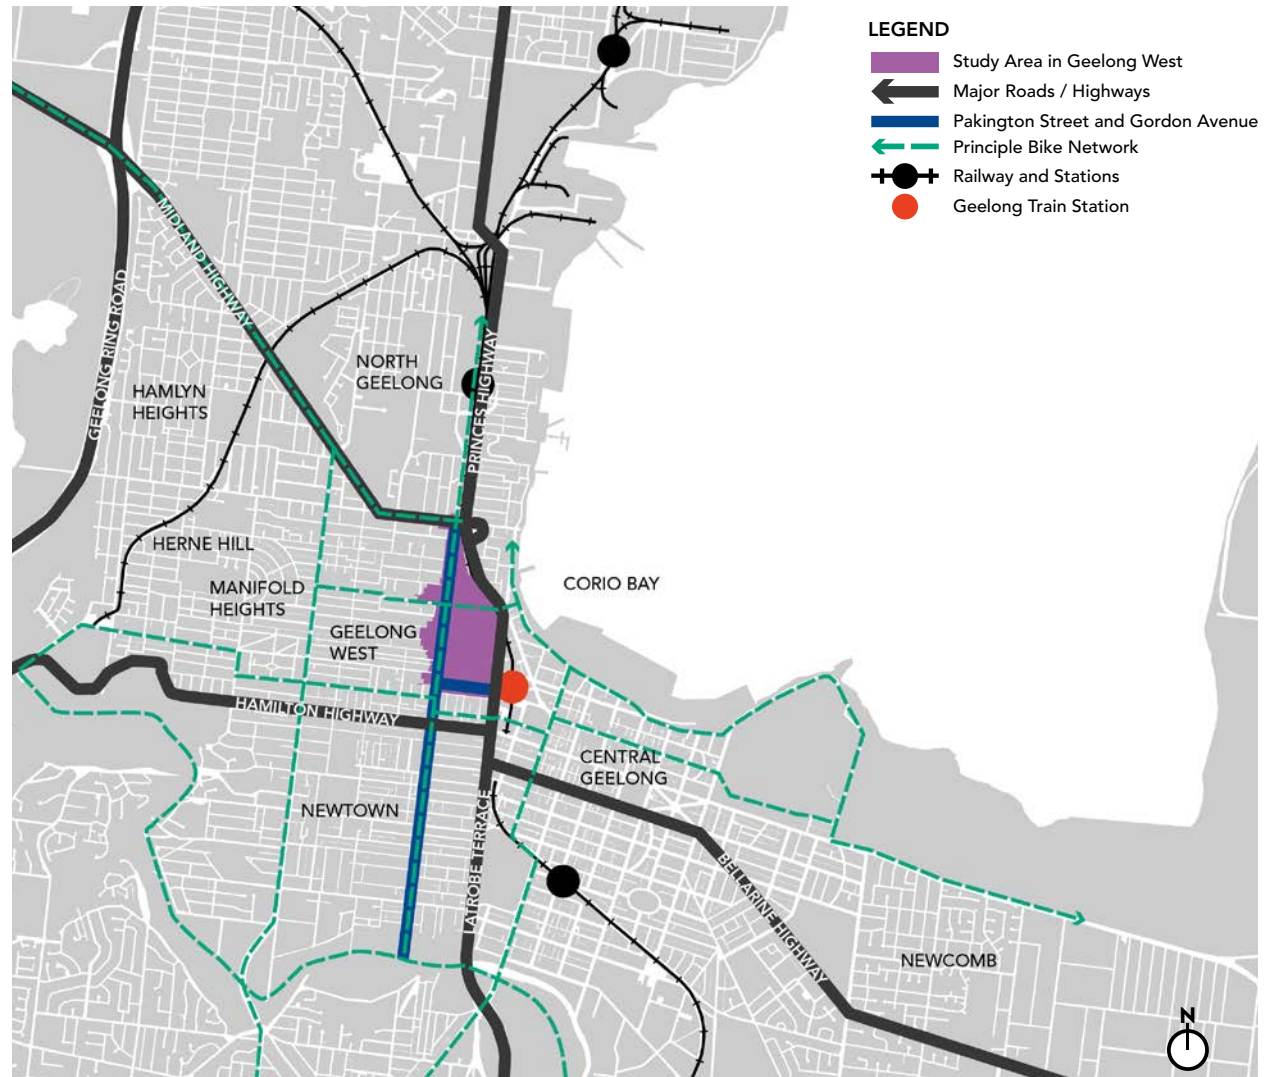 LEGEND
Study Area in Geelong West
Major Roads / Highways
Pakington Street and Gordon Avenue
Principle Bike Network
Railway and Stations
Geelong Train Station
MIDLAND HIGHWAY
GEELONG RING ROAD
PRINCES HIGHWAY
NORTH
GEELONG
HAMLYN
HEIGHTS
HERNE HILL
MANIFOLD
HEIGHTS
CORIO BAY
GEELONG
WEST
HAMILTON HIGHWAY
CENTRAL
GEELONG
NEWTOWN
LATROBE TERRACE
BELLARINE HIGHWAY
NEWCOMB
N